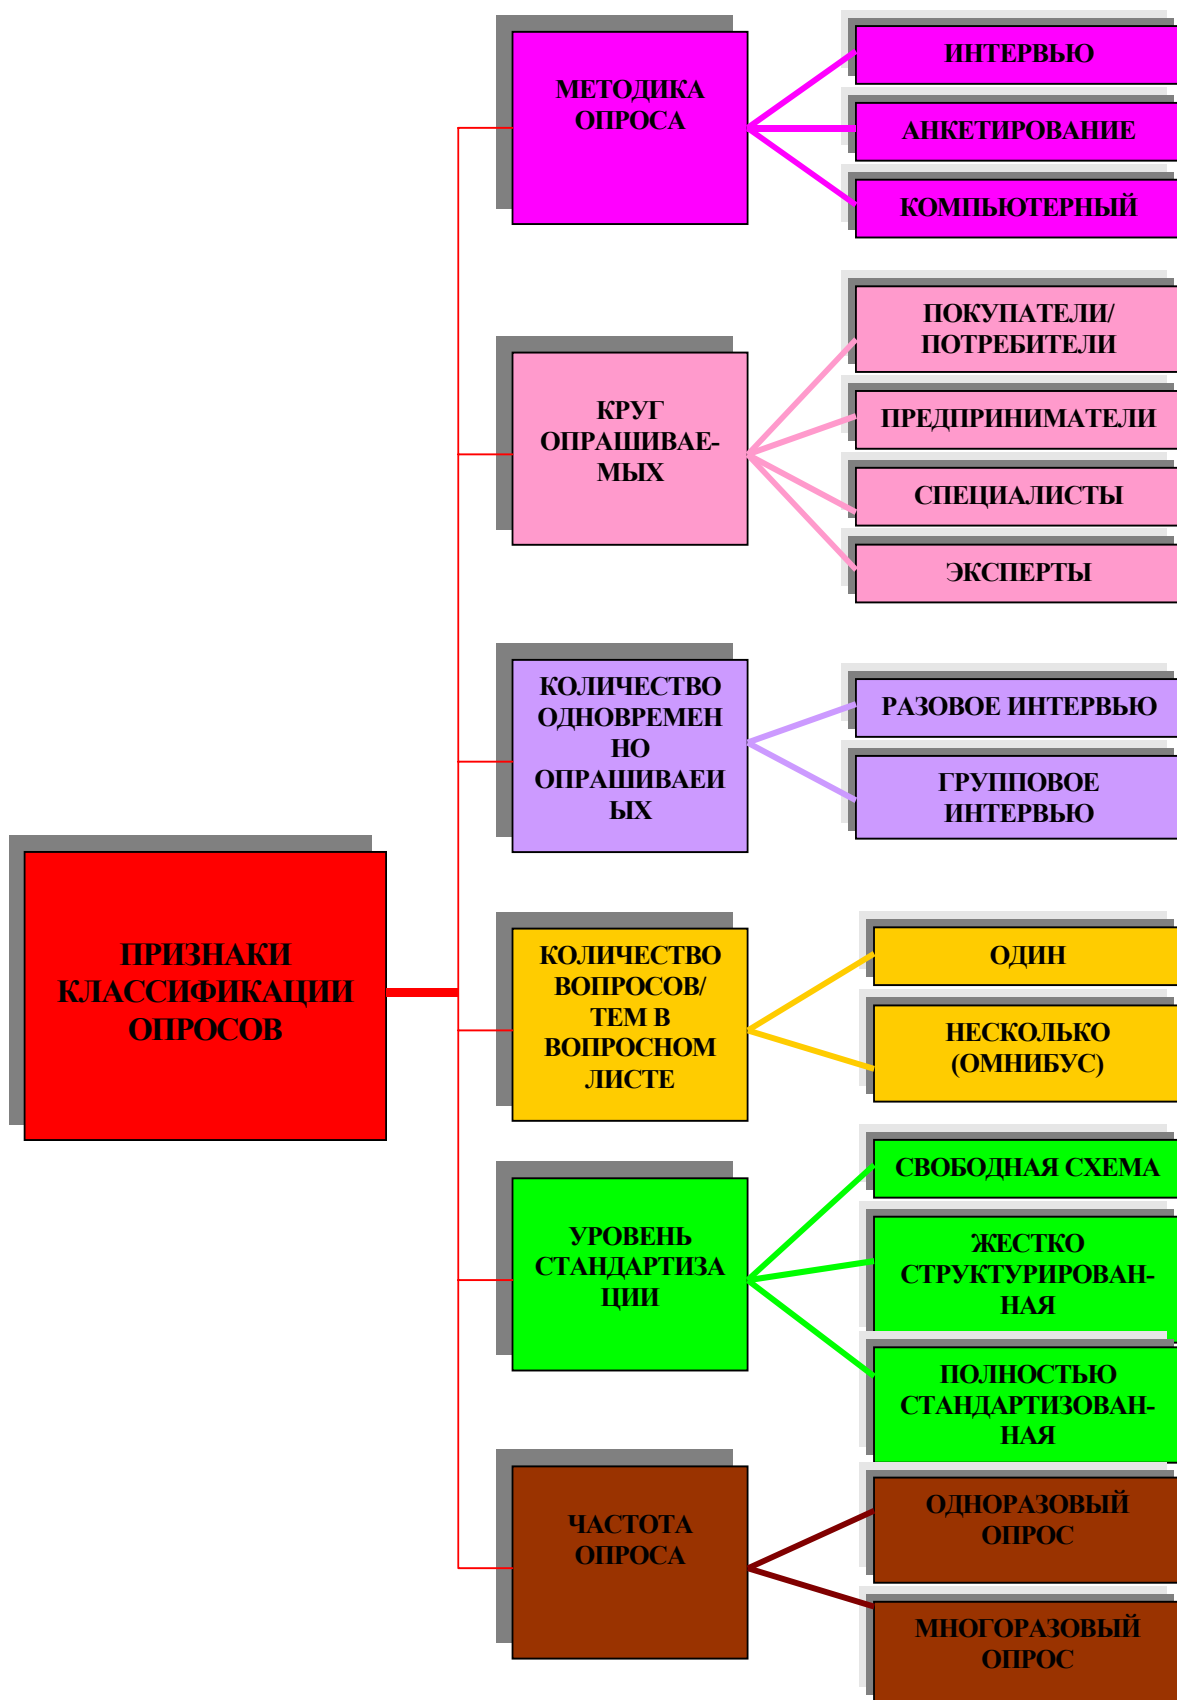 МЕТОДИКА
ОПРОСА
ИНТЕРВЬЮ
АНКЕТИРОВАНИЕ
КОМПЬЮТЕРНЫЙ
КРУГ
ОПРАШИВАЕ-
МЫХ
ПОКУПАТЕЛИ/
ПОТРЕБИТЕЛИ
ПРЕДПРИНИМАТЕЛИ
СПЕЦИАЛИСТЫ
ЭКСПЕРТЫ
КОЛИЧЕСТВО
ОДНОВРЕМЕН
НО
ОПРАШИВАЕИ
ЫХ
РАЗОВОЕ ИНТЕРВЬЮ
ГРУППОВОЕ
ИНТЕРВЬЮ
ПРИЗНАКИ
КЛАССИФИКАЦИИ
ОПРОСОВ
КОЛИЧЕСТВО
ВОПРОСОВ/
ТЕМ В
ВОПРОСНОМ
ЛИСТЕ
ОДИН
НЕСКОЛЬКО
(ОМНИБУС)
УРОВЕНЬ
СТАНДАРТИЗА
ЦИИ
СВОБОДНАЯ СХЕМА
ЖЕСТКО
СТРУКТУРИРОВАН-
НАЯ
ПОЛНОСТЬЮ
СТАНДАРТИЗОВАН-
НАЯ
ЧАСТОТА
ОПРОСА
ОДНОРАЗОВЫЙ
ОПРОС
МНОГОРАЗОВЫЙ
ОПРОС